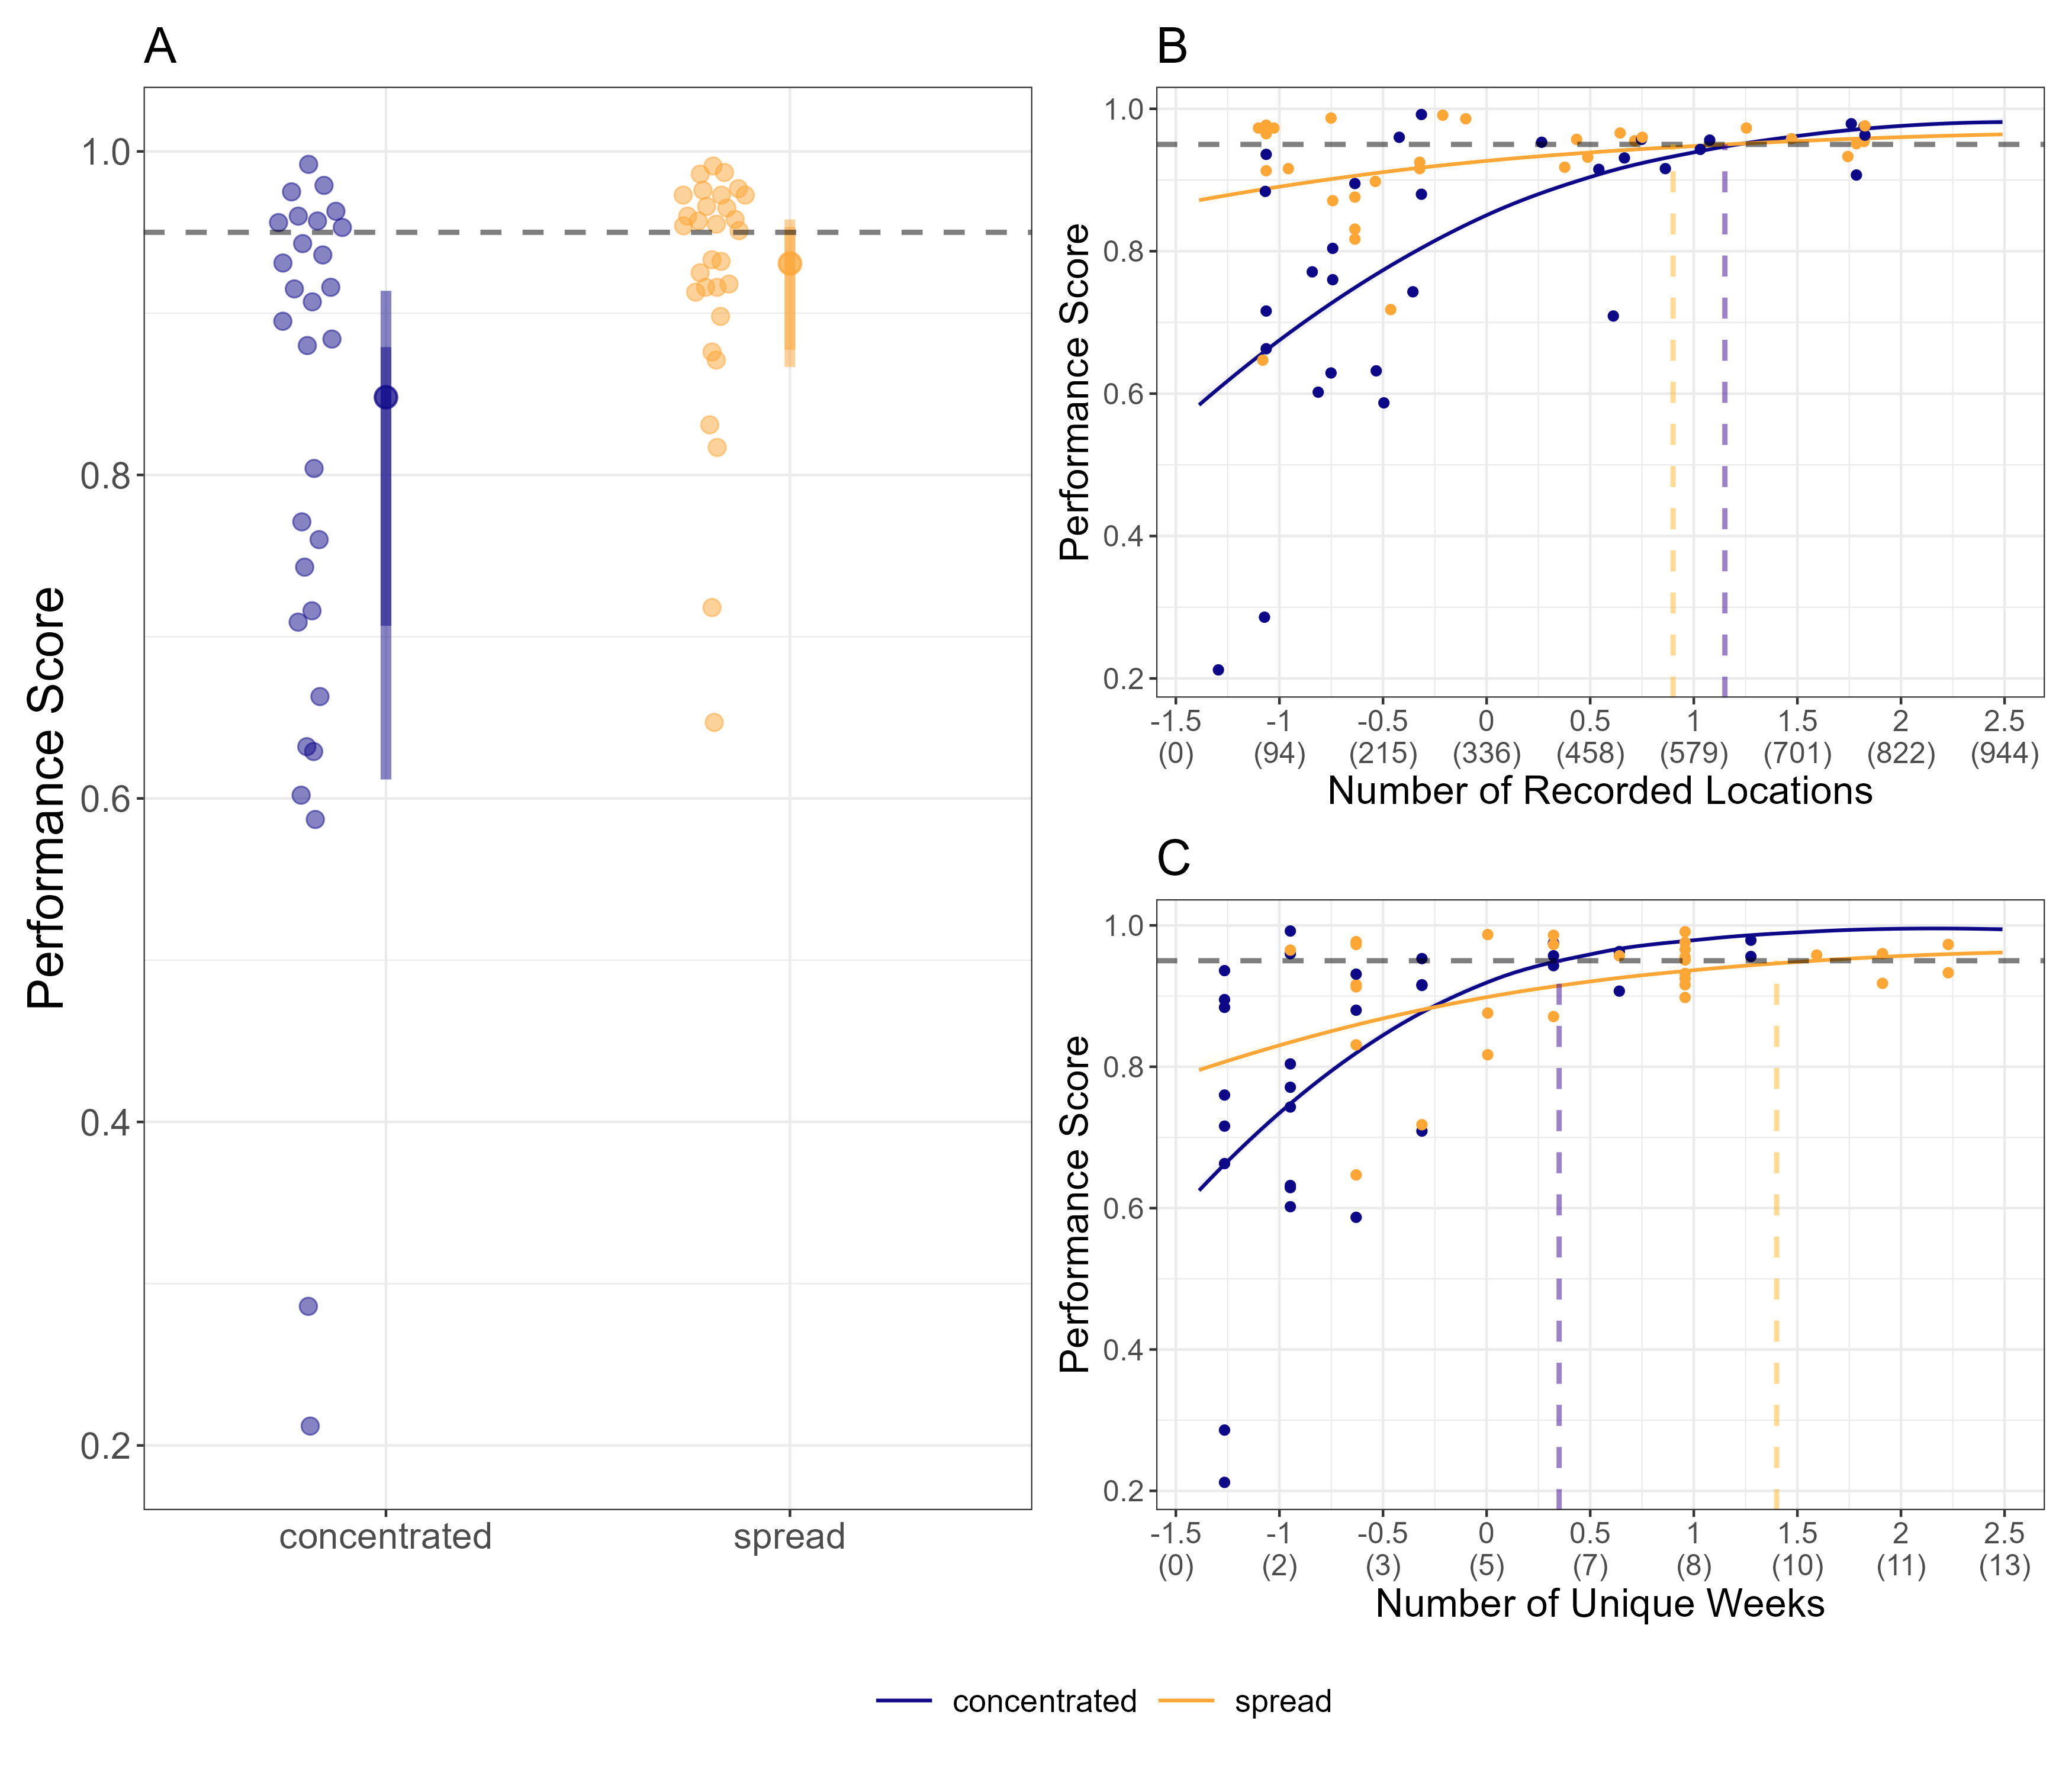 A
Performance Score
1.0
0.8
0.6
0.4
0.2
concentrated spread
B
Performance Score
1.0
0.8
0.6
0.4
0.2
-1.5 -1 -0.5 0 0.5 1 1.5 2 2.5
(0) (94) (215) (336) (458) (579) (701) (822) (944)
Number of Recorded Locations
C
Performance Score
1.0
0.8
0.6
0.4
0.2
-1.5 -1 -0.5 0 0.5 1 1.5 2 2.5
(0) (2) (3) (5) (7) (8) (10) (11) (13)
Number of Unique Weeks
concentrated spread